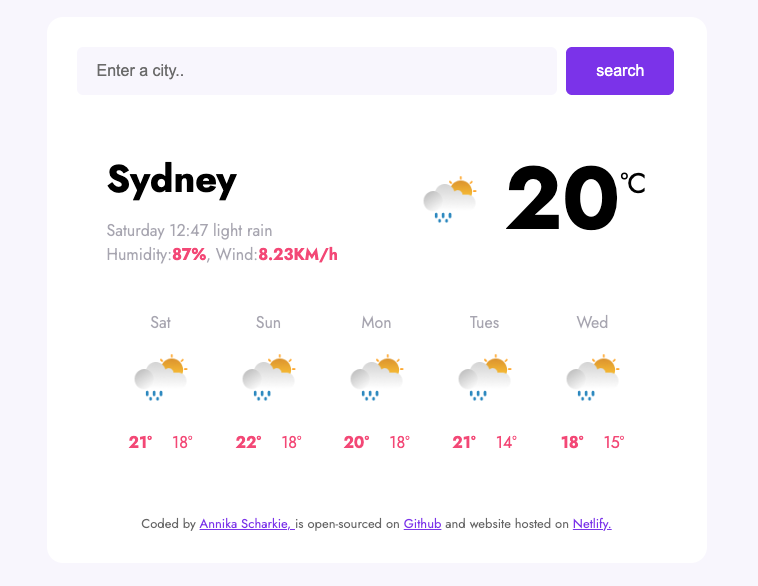 Enter a city..
search
Sydney
20
°C
Saturday 12:47 light rain
Humidity:87%, Wind:8.23KM/h
Sat Sun Mon Tues Wed
21° 18° 22° 18° 20° 18° 21° 14° 18° 15°
Coded by Annika Scharkie, is open-sourced on Github and website hosted on Netlify.